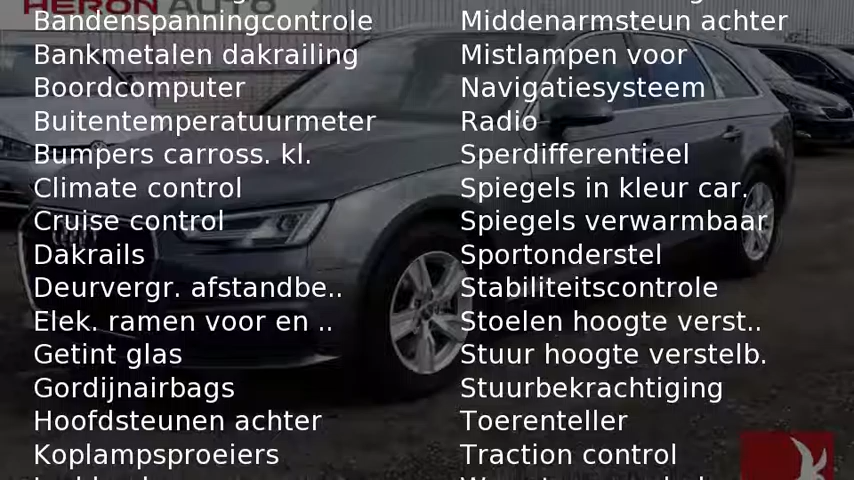 HERON AUTO
Bandenspanningcontrole
Bankmetalen dakrailing
Boordcomputer
Buitentemperatuurmeter
Bumpers carross. kl.
Climate control
Cruise control
Dakrails
Deurvergr. afstandbe..
Elek. ramen voor en ..
Getint glas
Gordijnairbags
Hoofdsteunen achter
Koplampsproeiers
Middenarmsteun achter
Mistlampen voor
Navigatiesysteem
Radio
Sperdifferentieel
Spiegels in kleur car.
Spiegels verwarmbaar
Sportonderstel
Stabiliteitscontrole
Stoelen hoogte verst..
Stuur hoogte verstelb.
Stuurbekrachtiging
Toerenteller
Traction control